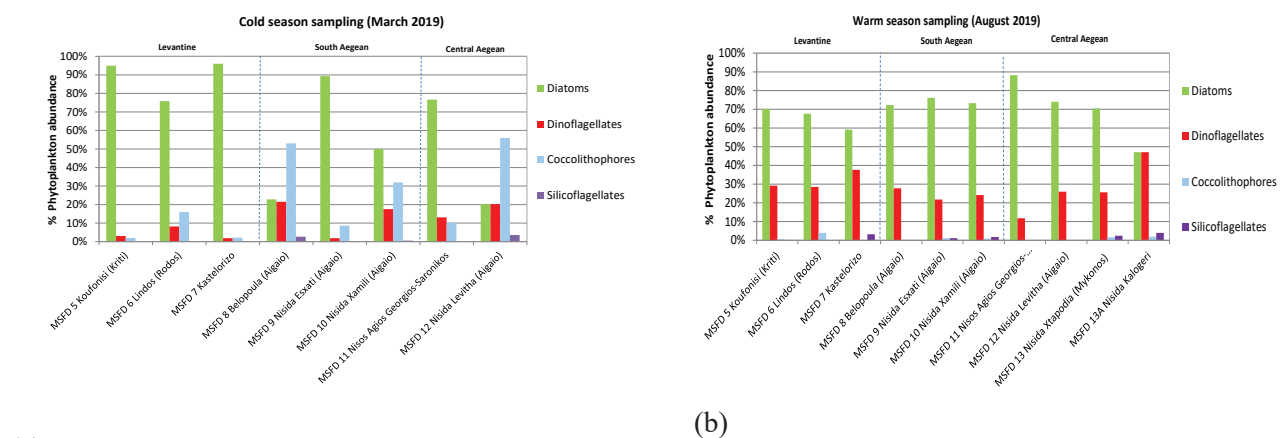 Cold season sampling (March 2019)
Levantine
South Aegean
Central Aegean
100%
90%
80%
70%
60%
50%
40%
30%
20%
10%
0%
% Phytoplankton abundance
Diatoms
Dinoflagellates
Coccolithophores
Silicoflagellates
MSFD 5 Koufonisi (Kriti)
MSFD 6 Lindos (Rodos)
MSFD 7 Kastelorizo
MSFD 8 Belopoula (Aigaio)
MSFD 9 Nisida Esxati (Aigaio)
MSFD 10 Nisida Xamili (Aigaio)
MSFD 11 Nisos Agios Georgios-Saronikos
MSFD 12 Nisida Levitha (Aigaio)
Warm season sampling (August 2019)
Levantine
South Aegean
Central Aegean
100%
90%
80%
70%
60%
50%
40%
30%
20%
10%
0%
% Phytoplankton abundance
Diatoms
Dinoflagellates
Coccolithophores
Silicoflagellates
MSFD 5 Koufonisi (Kriti)
MSFD 6 Lindos (Rodos)
MSFD 7 Kastelorizo
MSFD 8 Belopoula (Aigaio)
MSFD 9 Nisida Esxati (Aigaio)
MSFD 10 Nisida Xamili (Aigaio)
MSFD 11 Nisos Agios Georgios-...
MSFD 12 Nisida Levitha (Aigaio)
MSFD 13 Nisida Xtapodia (Mykonos)
MSFD 13A Nisida Kalogeri
(b)